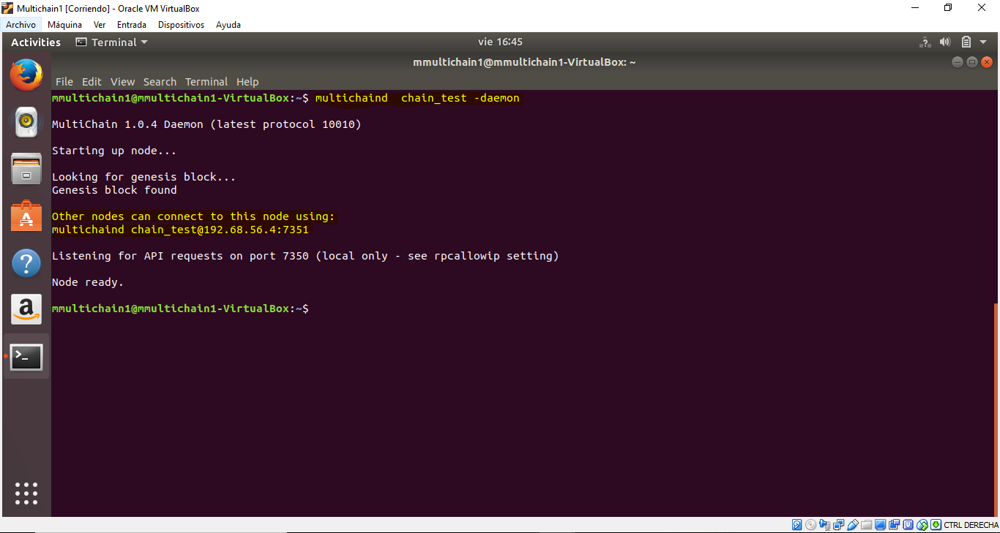 Multichain1 [Corriendo] - Oracle VM VirtualBox
Archivo Máquina Ver Entrada Dispositivos Ayuda
Activities Terminal vie 16:45 ?
mmultichain1@mmultichain1-VirtualBox: ~
File Edit View Search Terminal Help
mmultichain1@mmultichain1-VirtualBox:~$ multichaind  chain_test -daemon
MultiChain 1.0.4 Daemon (latest protocol 10010)
Starting up node...
Looking for genesis block...
Genesis block found
Other nodes can connect to this node using:
multichaind chain_test@192.68.56.4:7351
Listening for API requests on port 7350 (local only - see rpcallowip setting)
Node ready.
mmultichain1@mmultichain1-VirtualBox:~$
CTRL DERECHA